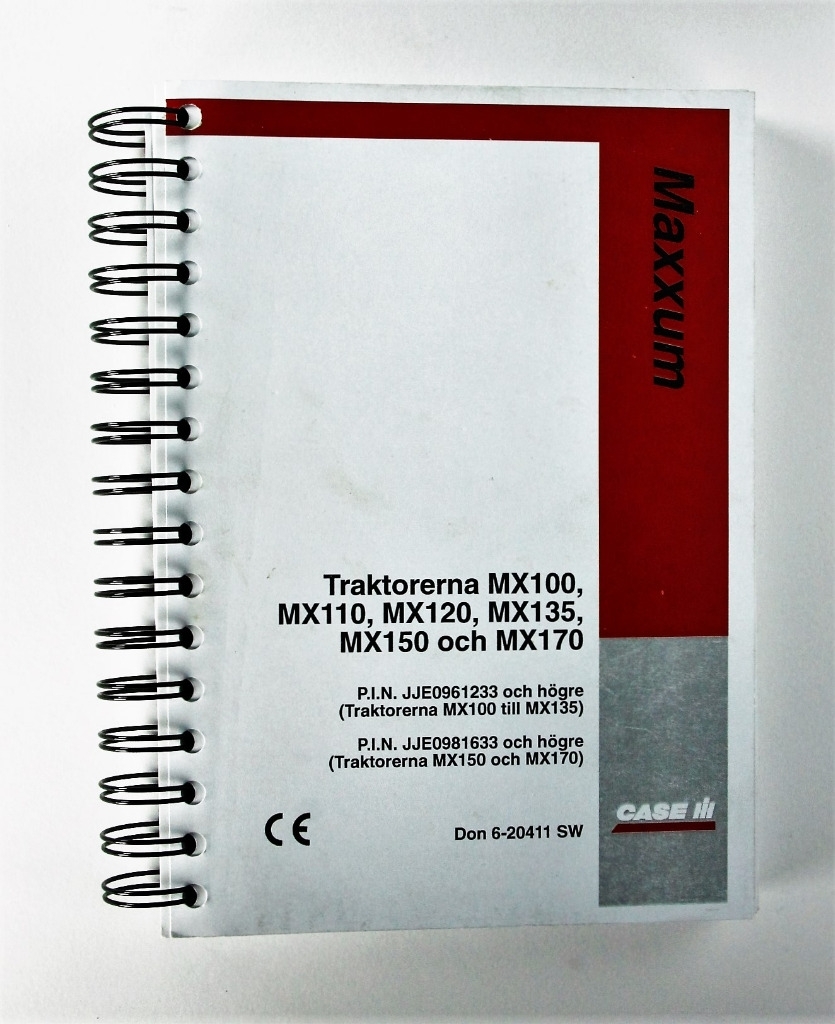 Maxxum
Traktorerna MX100,
MX110, MX120, MX135,
MX150 och MX170
P.I.N. JJE0961233 och högre
(Traktorerna MX100 till MX135)
P.I.N. JJE0981633 och högre
(Traktorerna MX150 och MX170)
CE
Don 6-20411 SW
CASE IH